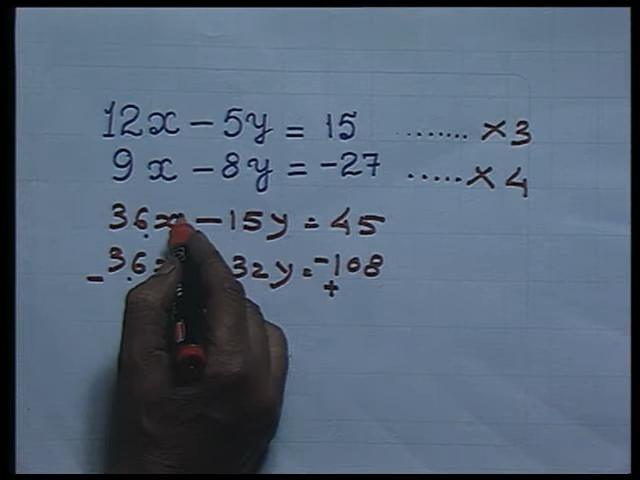 12x - 5y = 15 ........ ×3
9x - 8y = -27 ..... ×4
36x - 15y = 45
36 32y = -108
- +